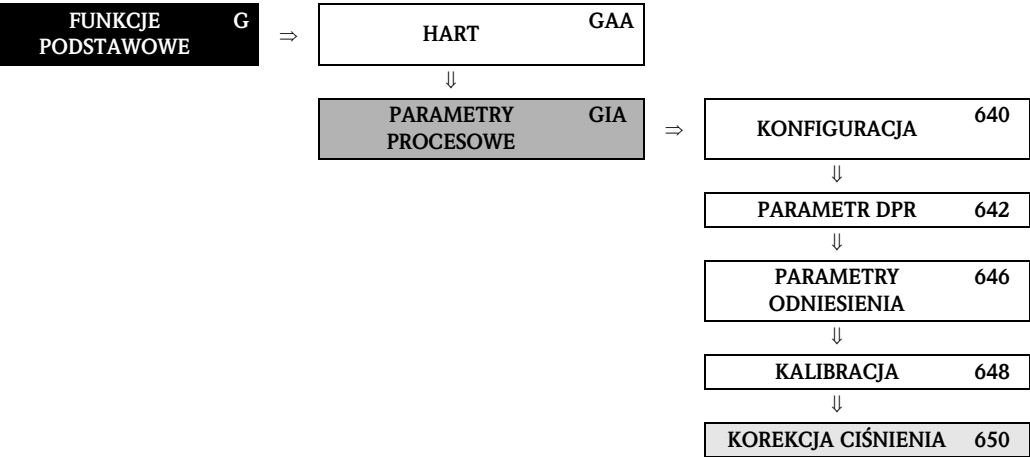 FUNKCJE G
PODSTAWOWE
⇒
HART GAA
⇓
PARAMETRY GIA
PROCESOWE
⇒
KONFIGURACJA 640
⇓
PARAMETR DPR 642
⇓
PARAMETRY 646
ODNIESIENIA
⇓
KALIBRACJA 648
⇓
KOREKCJA CIŚNIENIA 650